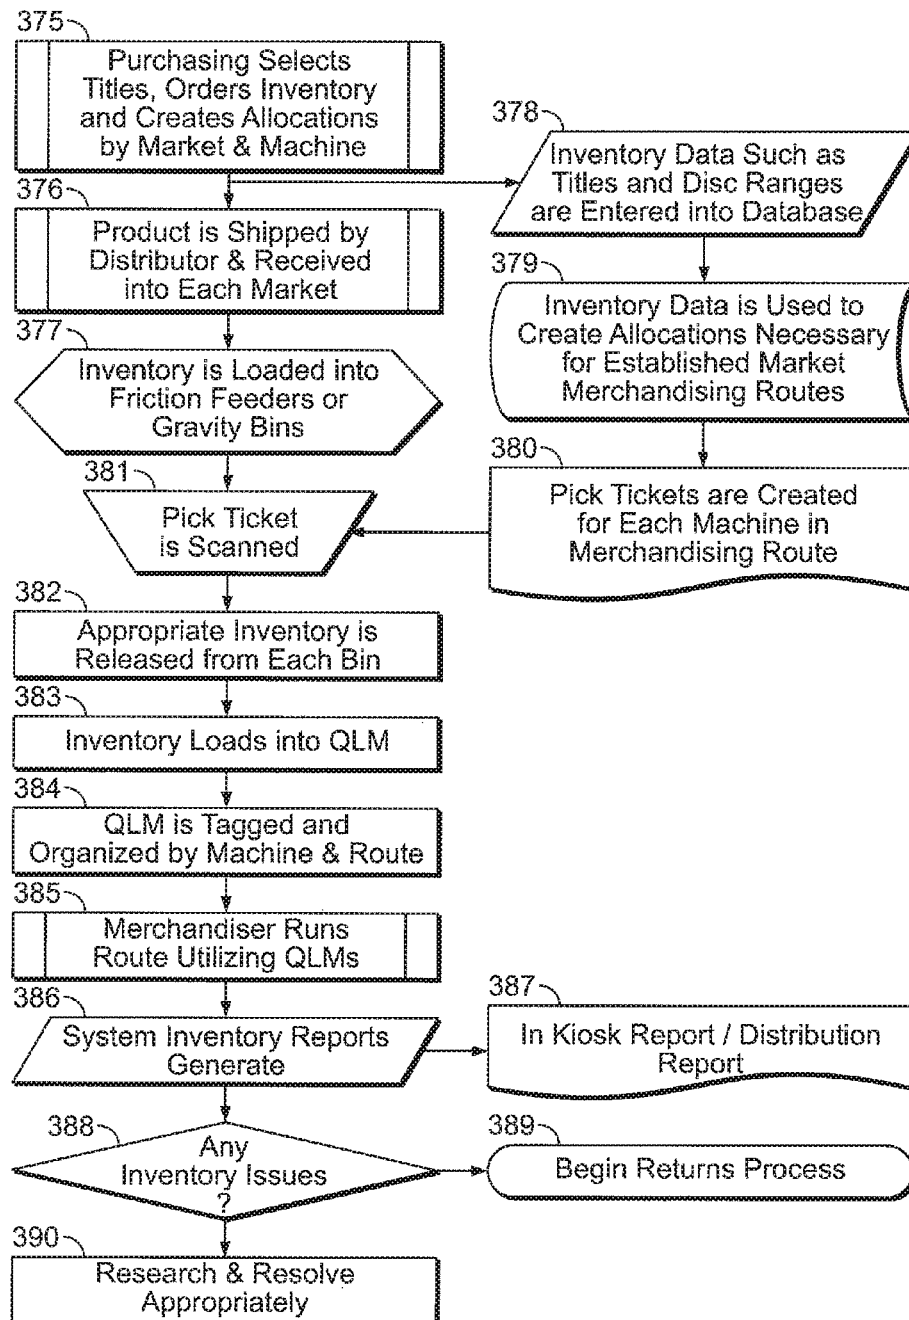 375
Purchasing Selects
Titles, Orders Inventory
and Creates Allocations
by Market & Machine
378
Inventory Data Such as
Titles and Disc Ranges
are Entered into Database
376
Product is Shipped by
Distributor & Received
into Each Market
379
Inventory Data is Used to
Create Allocations Necessary
for Established Market
Merchandising Routes
377
Inventory is Loaded into
Friction Feeders or
Gravity Bins
380
Pick Tickets are Created
for Each Machine in
Merchandising Route
381
Pick Ticket
is Scanned
382
Appropriate Inventory is
Released from Each Bin
383
Inventory Loads into QLM
384
QLM is Tagged and
Organized by Machine & Route
385
Merchandiser Runs
Route Utilizing QLMs
386
System Inventory Reports
Generate
387
In Kiosk Report / Distribution
Report
388
Any
Inventory Issues
?
389
Begin Returns Process
390
Research & Resolve
Appropriately